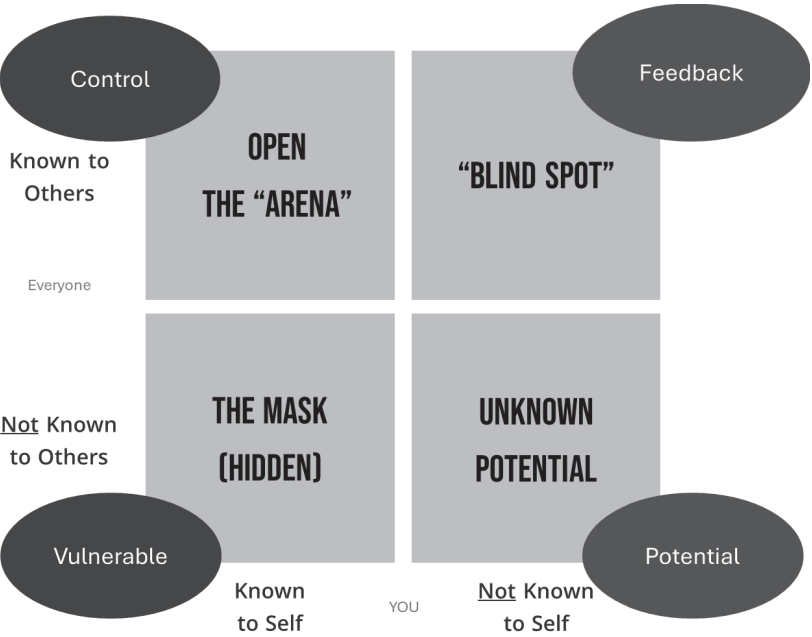 Control
Feedback
Known to
Others
OPEN
THE “ARENA”
“BLIND SPOT”
Everyone
Not Known
to Others
THE MASK
(HIDDEN)
UNKNOWN
POTENTIAL
Vulnerable
Potential
Known
to Self
YOU
Not Known
to Self